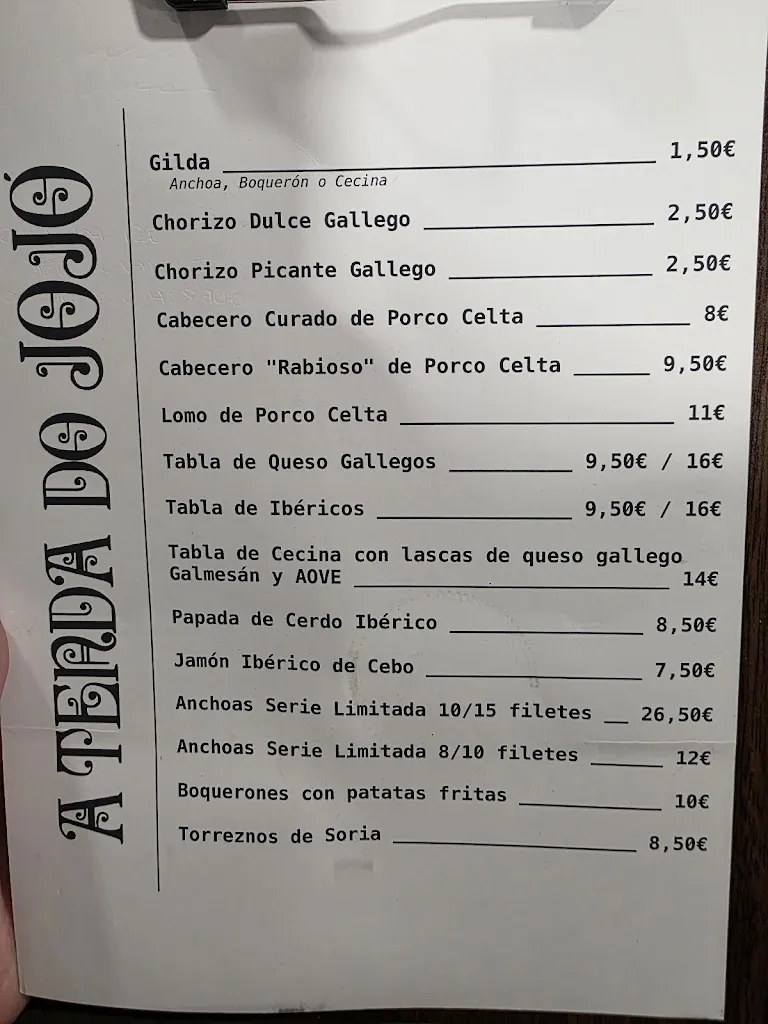 A TENDA DO JOJÓ
Gilda 1,50€
Anchoa, Boquerón o Cecina
Chorizo Dulce Gallego 2,50€
Chorizo Picante Gallego 2,50€
Cabecero Curado de Porco Celta 8€
Cabecero "Rabioso" de Porco Celta 9,50€
Lomo de Porco Celta 11€
Tabla de Queso Gallegos 9,50€ / 16€
Tabla de Ibéricos 9,50€ / 16€
Tabla de Cecina con lascas de queso gallego
Galmesán y AOVE 14€
Papada de Cerdo Ibérico 8,50€
Jamón Ibérico de Cebo 7,50€
Anchoas Serie Limitada 10/15 filetes 26,50€
Anchoas Serie Limitada 8/10 filetes 12€
Boquerones con patatas fritas 10€
Torreznos de Soria 8,50€